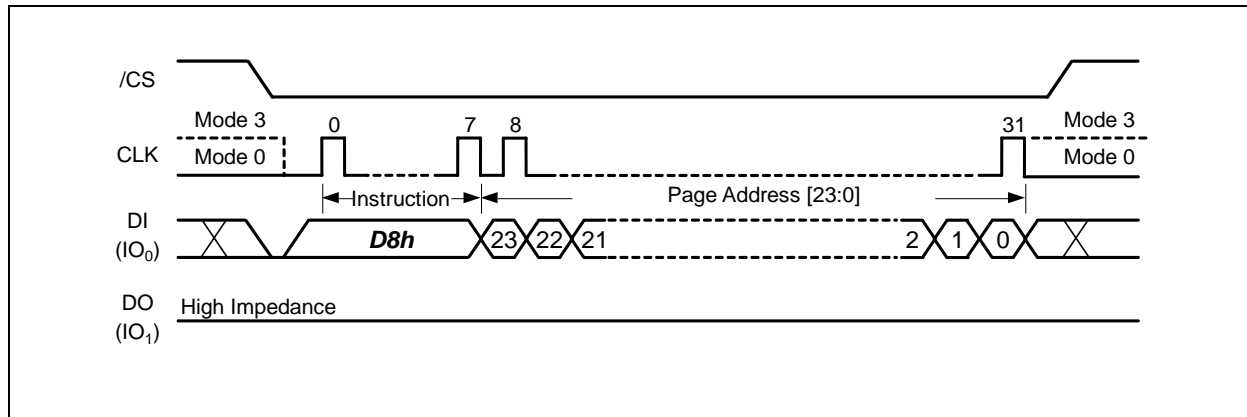 /CS
Mode 3 0 7 8 31 Mode 3
CLK Mode 0 Mode 0
Instruction Page Address [23:0]
DI
(IO0) D8h 23 22 21 2 1 0
DO High Impedance
(IO1)